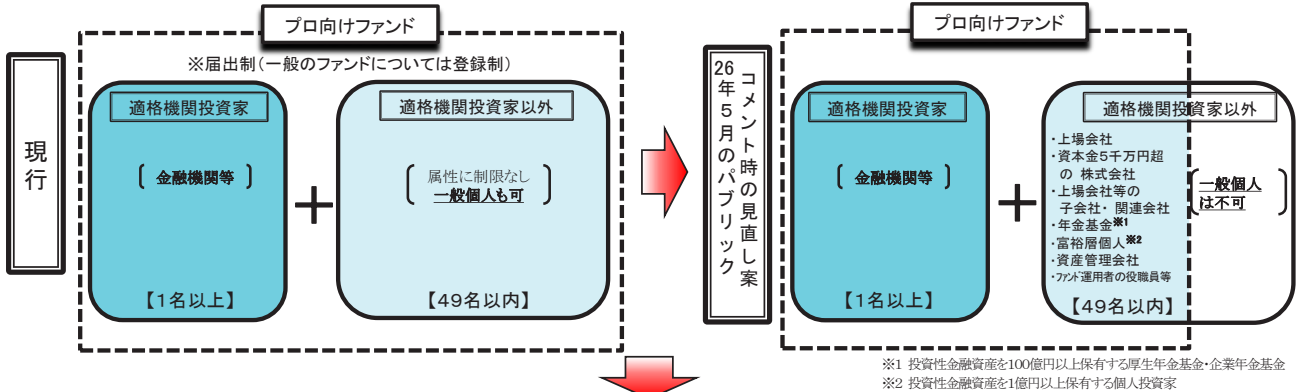 プロ向けファンド
※届出制(一般のファンドについては登録制)
現行
適格機関投資家
〔 金融機関等 〕
【1名以上】
＋
適格機関投資家以外
属性に制限なし
一般個人も可
【49名以内】
26年5月のパブリック
コメント時の見直し案
プロ向けファンド
適格機関投資家
〔 金融機関等 〕
【1名以上】
＋
適格機関投資家以外
・上場会社
・資本金5千万円超
の 株式会社
・上場会社等の
子会社・ 関連会社
・年金基金※1
・富裕層個人※2
・資産管理会社
・ファンド運用者の役職員等
【49名以内】
一般個人
は不可
※1 投資性金融資産を100億円以上保有する厚生年金基金・企業年金基金
※2 投資性金融資産を1億円以上保有する個人投資家